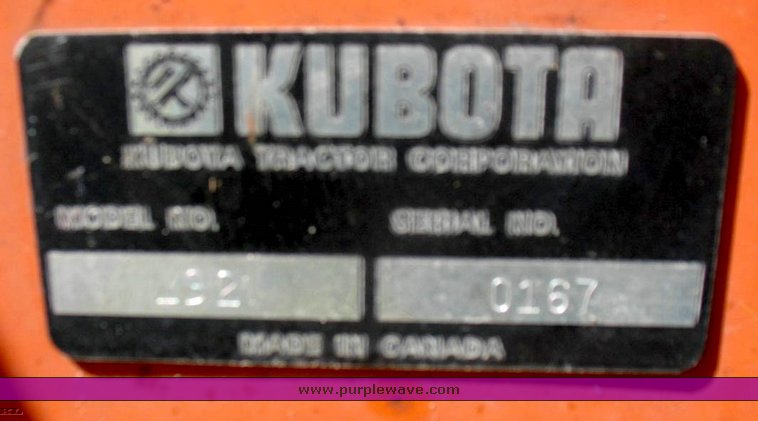 KUBOTA
KUBOTA TRACTOR CORPORATION
MODEL NO. SERIAL NO.
0167
MADE IN CANADA
www.purplewave.com